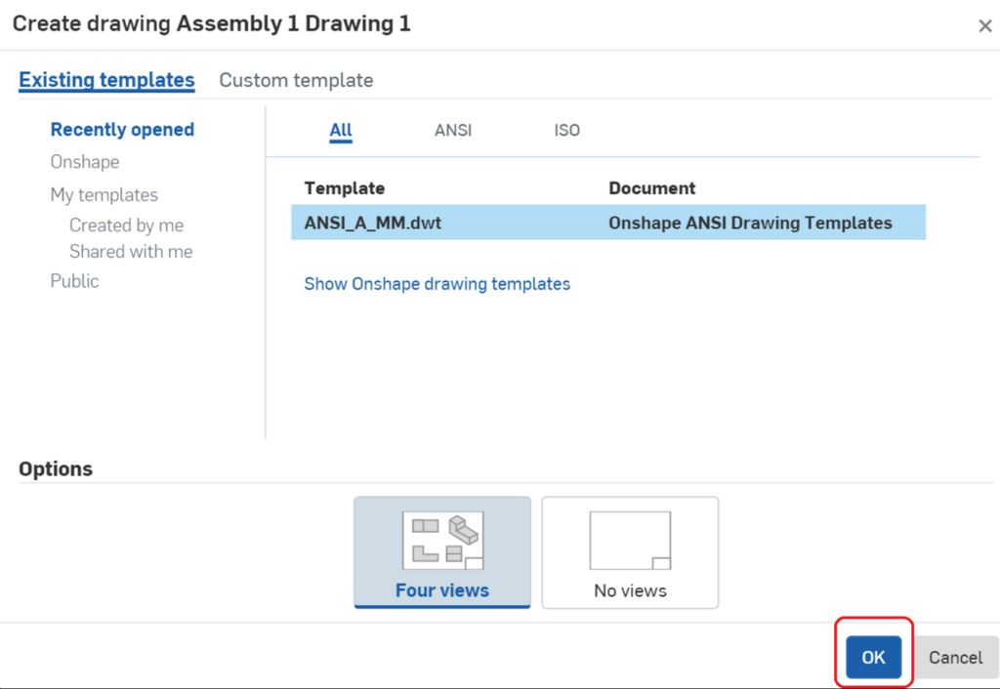 Create drawing Assembly 1 Drawing 1
×
Existing templates Custom template
Recently opened
Onshape
My templates
Created by me
Shared with me
Public
All ANSI ISO
Template Document
ANSI_A_MM.dwt Onshape ANSI Drawing Templates
Show Onshape drawing templates
Options
Four views No views
OK Cancel